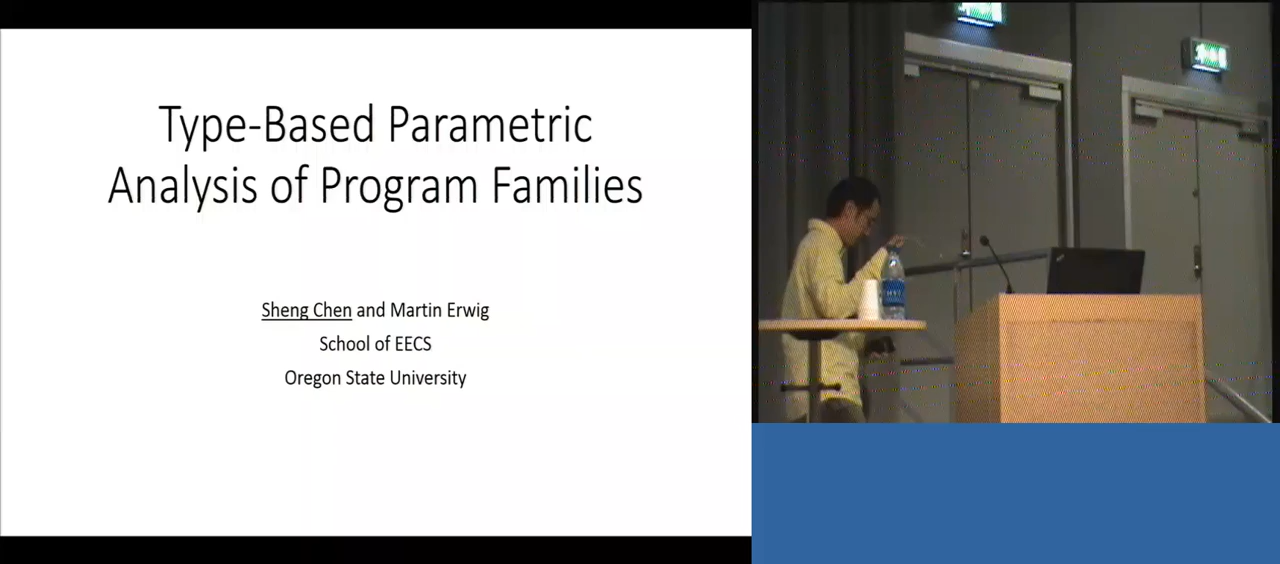 Type-Based Parametric
Analysis of Program Families
Sheng Chen and Martin Erwig
School of EECS
Oregon State University